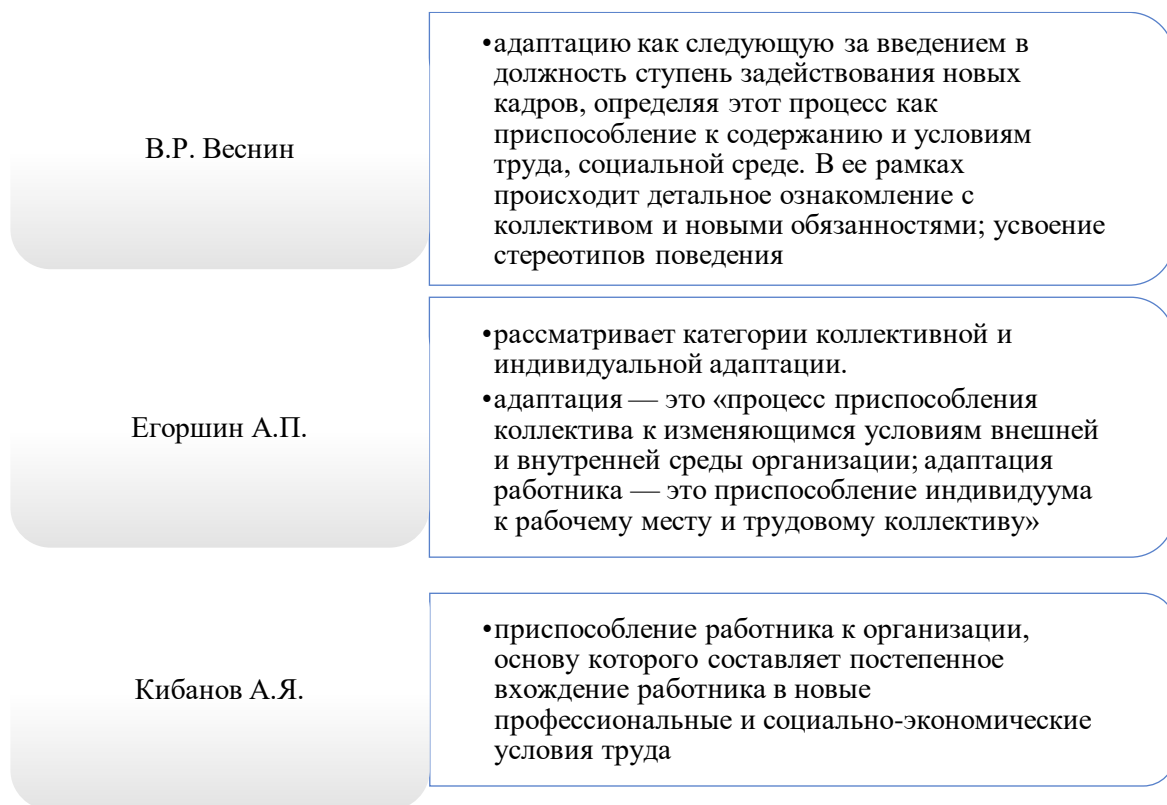 В.Р. Веснин
•адаптацию как следующую за введением в
должность ступень задействования новых
кадров, определяя этот процесс как
приспособление к содержанию и условиям
труда, социальной среде. В ее рамках
происходит детальное ознакомление с
коллективом и новыми обязанностями; усвоение
стереотипов поведения
Егоршин А.П.
•рассматривает категории коллективной и
индивидуальной адаптации.
•адаптация — это «процесс приспособления
коллектива к изменяющимся условиям внешней
и внутренней среды организации; адаптация
работника — это приспособление индивидуума
к рабочему месту и трудовому коллективу»
Кибанов А.Я.
•приспособление работника к организации,
основу которого составляет постепенное
вхождение работника в новые
профессиональные и социально-экономические
условия труда